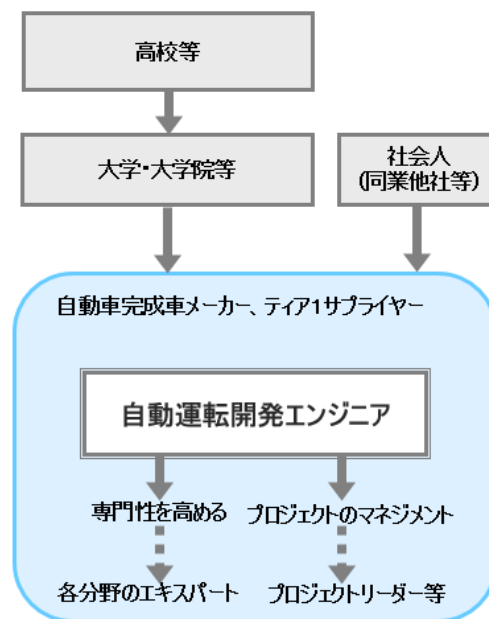 高校等
大学・大学院等
社会人
(同業他社等)
自動車完成車メーカー、ティア1サプライヤー
自動運転開発エンジニア
専門性を高める
プロジェクトのマネジメント
各分野のエキスパート
プロジェクトリーダー等